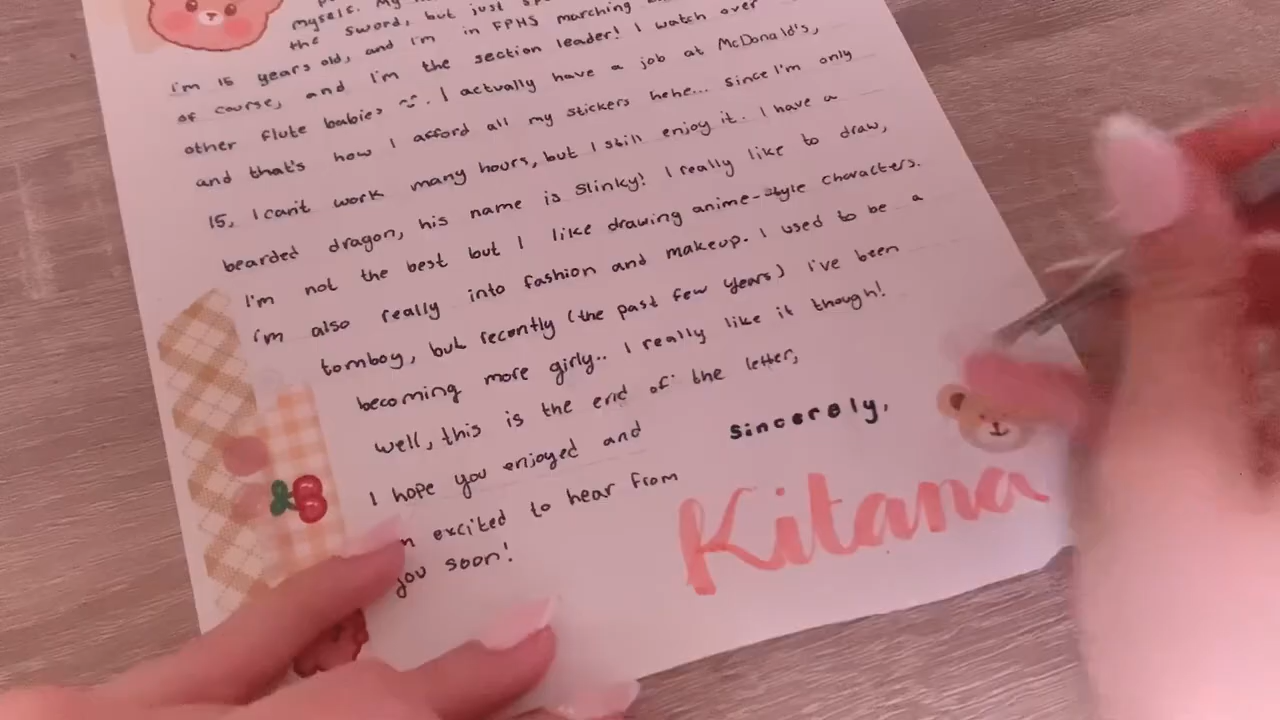 myself. My
the sword, but just
i'm 15 years old, and i'm in FPHS marching
of course, and I'm the section leader! I watch over
other flute babies. I actually have a job at McDonald's,
and that's how I afford all my stickers hehe... since I'm only
15, I can't work many hours, but I still enjoy it. I have a
bearded dragon, his name is Slinky! I really like to draw,
I'm not the best but I like drawing anime-style characters.
i'm also really into fashion and makeup. I used to be a
tomboy, but recently (the past few years) I've been
becoming more girly.. I really like it though!
well, this is the end of the letter,
I hope you enjoyed and
excited to hear from
you soon!
Sincerely,
Kitana